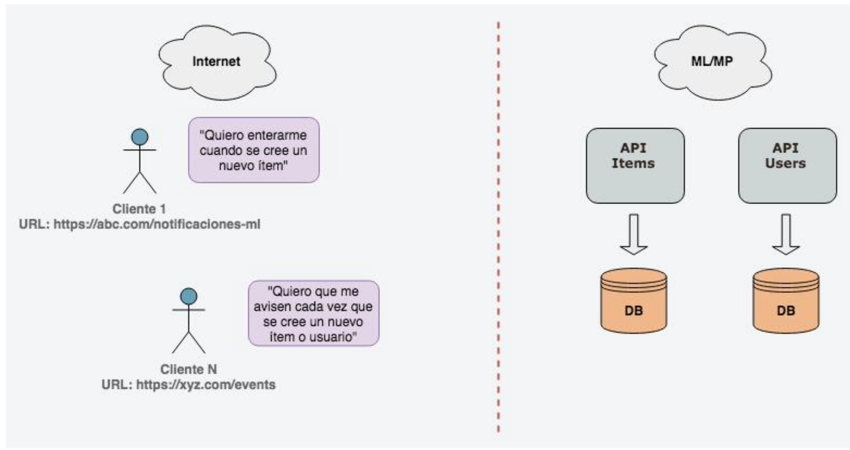 Internet
ML/MP
"Quiero enterarme
cuando se cree un
nuevo ítem"
API
Items
API
Users
Cliente 1
URL: https://abc.com/notificaciones-ml
"Quiero que me
avisen cada vez que
se cree un nuevo
ítem o usuario"
DB
DB
Cliente N
URL: https://xyz.com/events